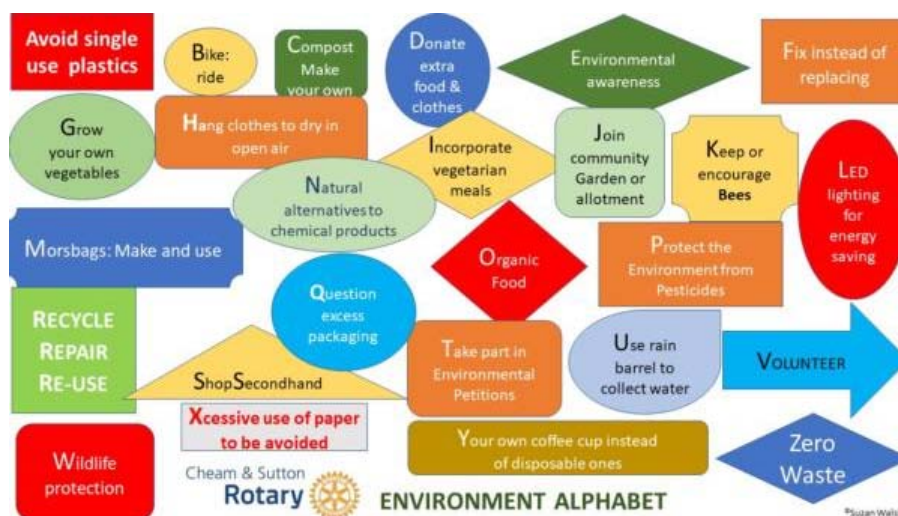 Avoid single
use plastics
Bike:
ride
Compost
Make
your own
Donate
extra
food &
clothes
Environmental
awareness
Fix instead of
replacing
Grow
your own
vegetables
Hang clothes to dry in
open air
Incorporate
vegetarian
meals
Join
community
Garden or
allotment
Keep or
encourage
Bees
LED
lighting
for
energy
saving
Morsbags: Make and use
Natural
alternatives to
chemical products
Organic
Food
Protect the
Environment from
Pesticides
Question
excess
packaging
RECYCLE
REPAIR
RE-USE
ShopSecondhand
Take part in
Environmental
Petitions
Use rain
barrel to
collect water
VOLUNTEER
Wildlife
protection
Xcessive use of paper
to be avoided
Your own coffee cup instead
of disposable ones
Zero
Waste
Cheam & Sutton
Rotary
ENVIRONMENT ALPHABET
©Suzan